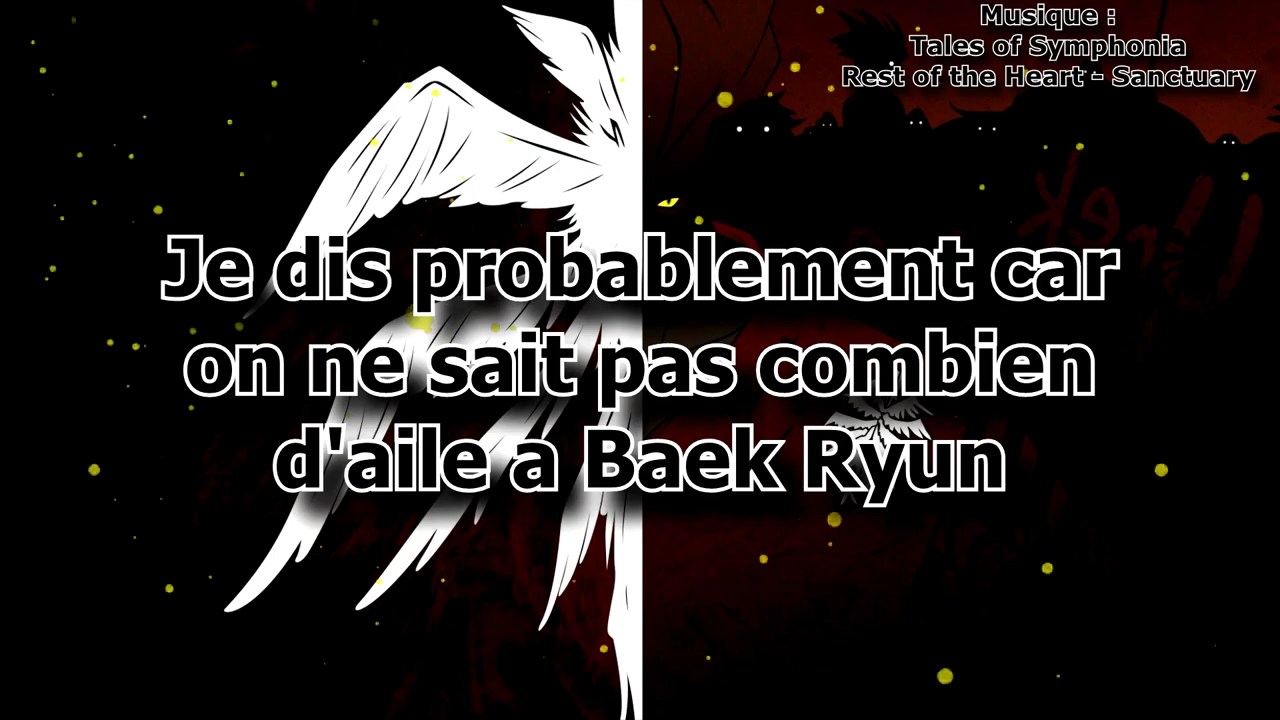 Musique :
Tales of Symphonia
Rest of the Heart - Sanctuary
Je dis probablement car
on ne sait pas combien
d'aile a Baek Ryun